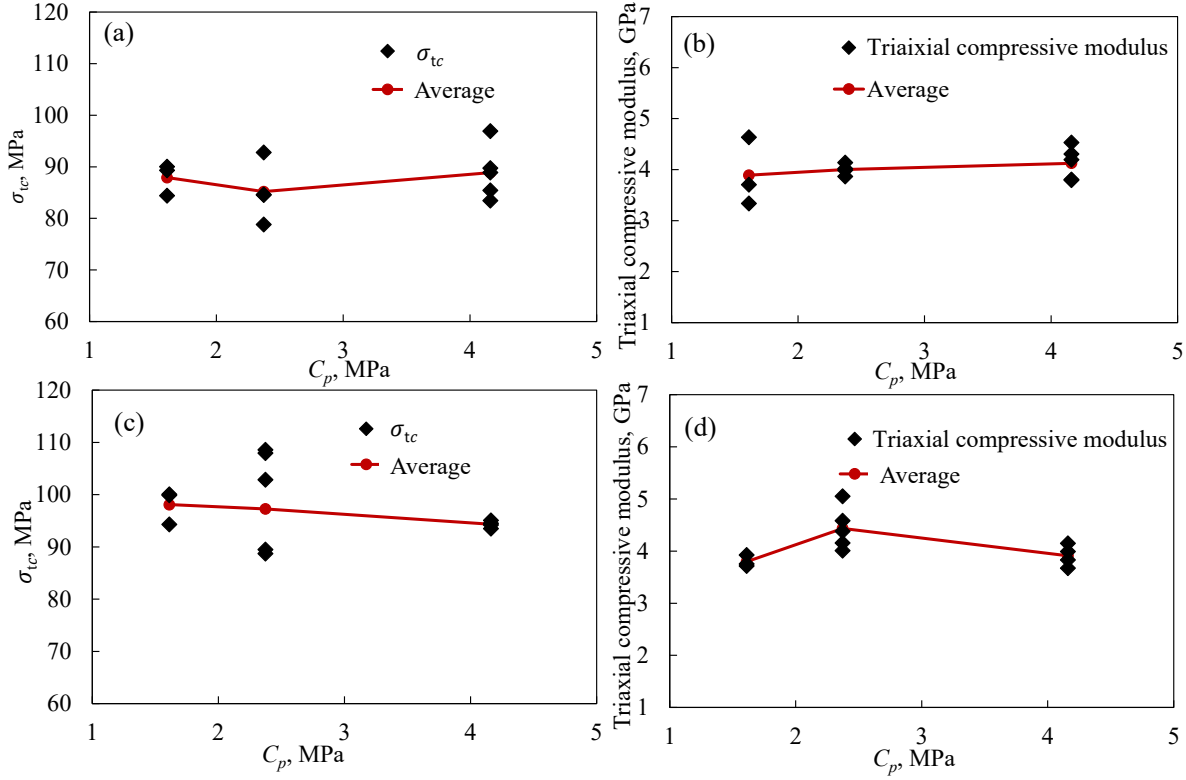 (a)
σtc
Average
120
110
100
90
80
70
60
σtc, MPa
1 2 3 4 5
Cp, MPa
(b)
Triaixial compressive modulus
Average
7
6
5
4
3
2
1
Triaxial compressive modulus, GPa
1 2 3 4 5
Cp, MPa
(c)
σtc
Average
120
110
100
90
80
70
60
σtc, MPa
1 2 3 4 5
Cp, MPa
(d)
Triaxial compressive modulus
Average
7
6
5
4
3
2
1
Triaxial compressive modulus, GPa
1 2 3 4 5
Cp, MPa